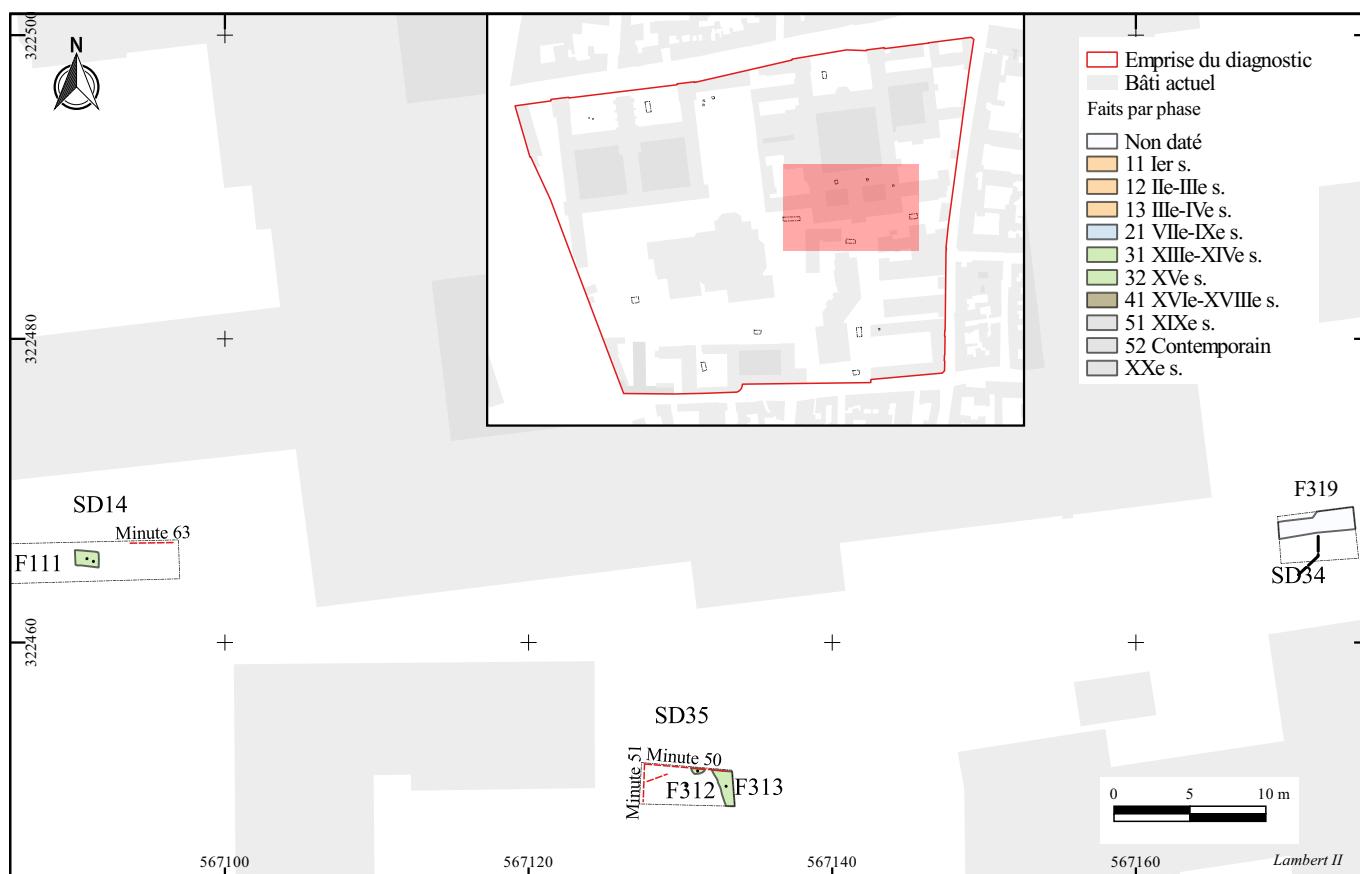 322500
N
Emprise du diagnostic
Bâti actuel
Faits par phase
Non daté
11 Ier s.
12 IIe-IIIe s.
13 IIIe-IVe s.
21 VIIe-IXe s.
31 XIIIe-XIVe s.
32 XVe s.
41 XVIe-XVIIIe s.
51 XIXe s.
52 Contemporain
XXe s.
322480
SD14
Minute 63
F111
F319
SD34
322460
SD35
Minute 51
Minute 50
F312
F313
0 5 10 m
567100
567120
567140
567160
Lambert II